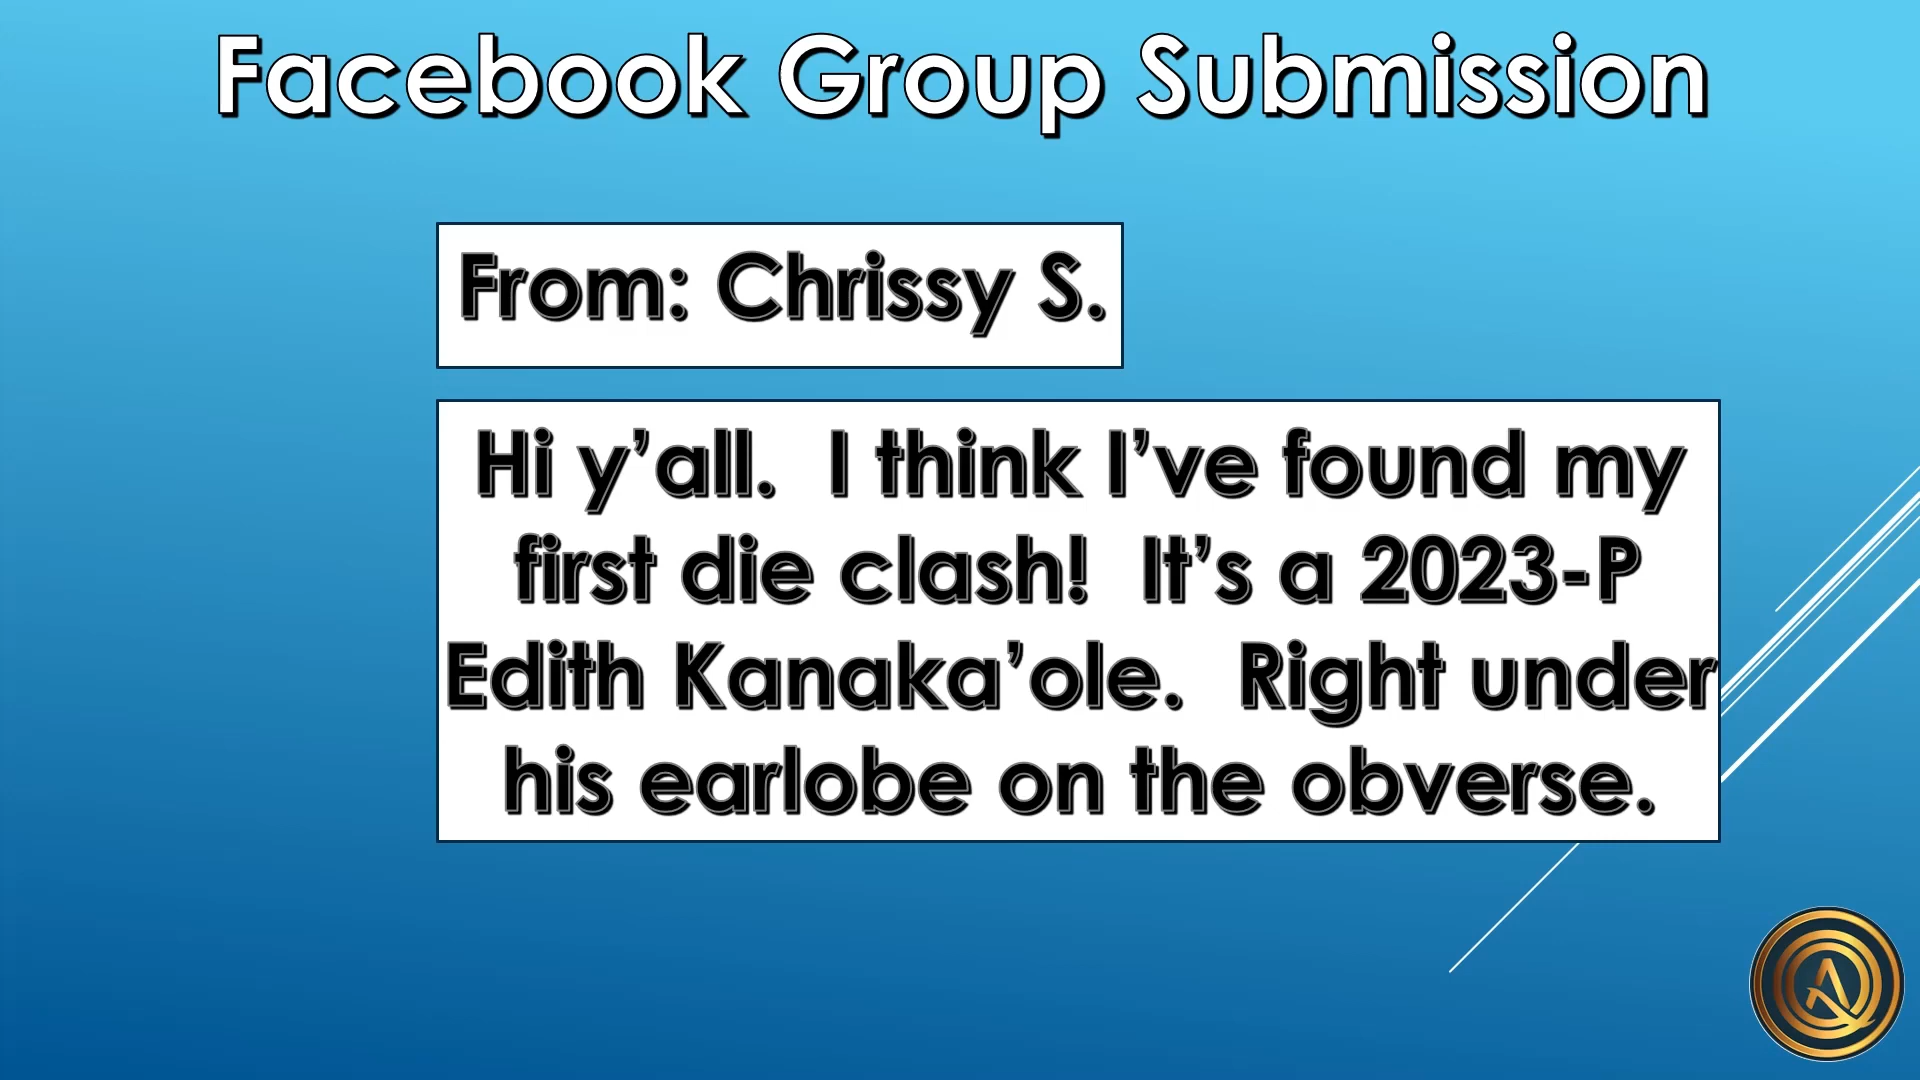 Facebook Group Submission
From: Chrissy S.
Hi y’all.  I think I’ve found my
first die clash!  It’s a 2023-P
Edith Kanaka’ole.  Right under
his earlobe on the obverse.